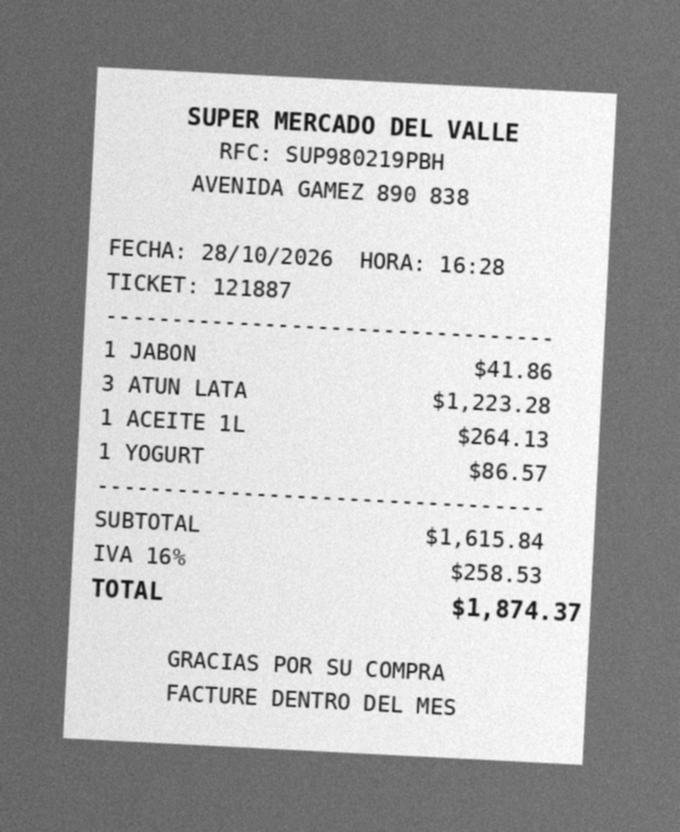 SUPER MERCADO DEL VALLE
RFC: SUP980219PBH
AVENIDA GAMEZ 890 838
FECHA: 28/10/2026 HORA: 16:28
TICKET: 121887
----------------------------------
1 JABON $41.86
3 ATUN LATA $1,223.28
1 ACEITE 1L $264.13
1 YOGURT $86.57
----------------------------------
SUBTOTAL $1,615.84
IVA 16% $258.53
TOTAL $1,874.37
GRACIAS POR SU COMPRA
FACTURE DENTRO DEL MES